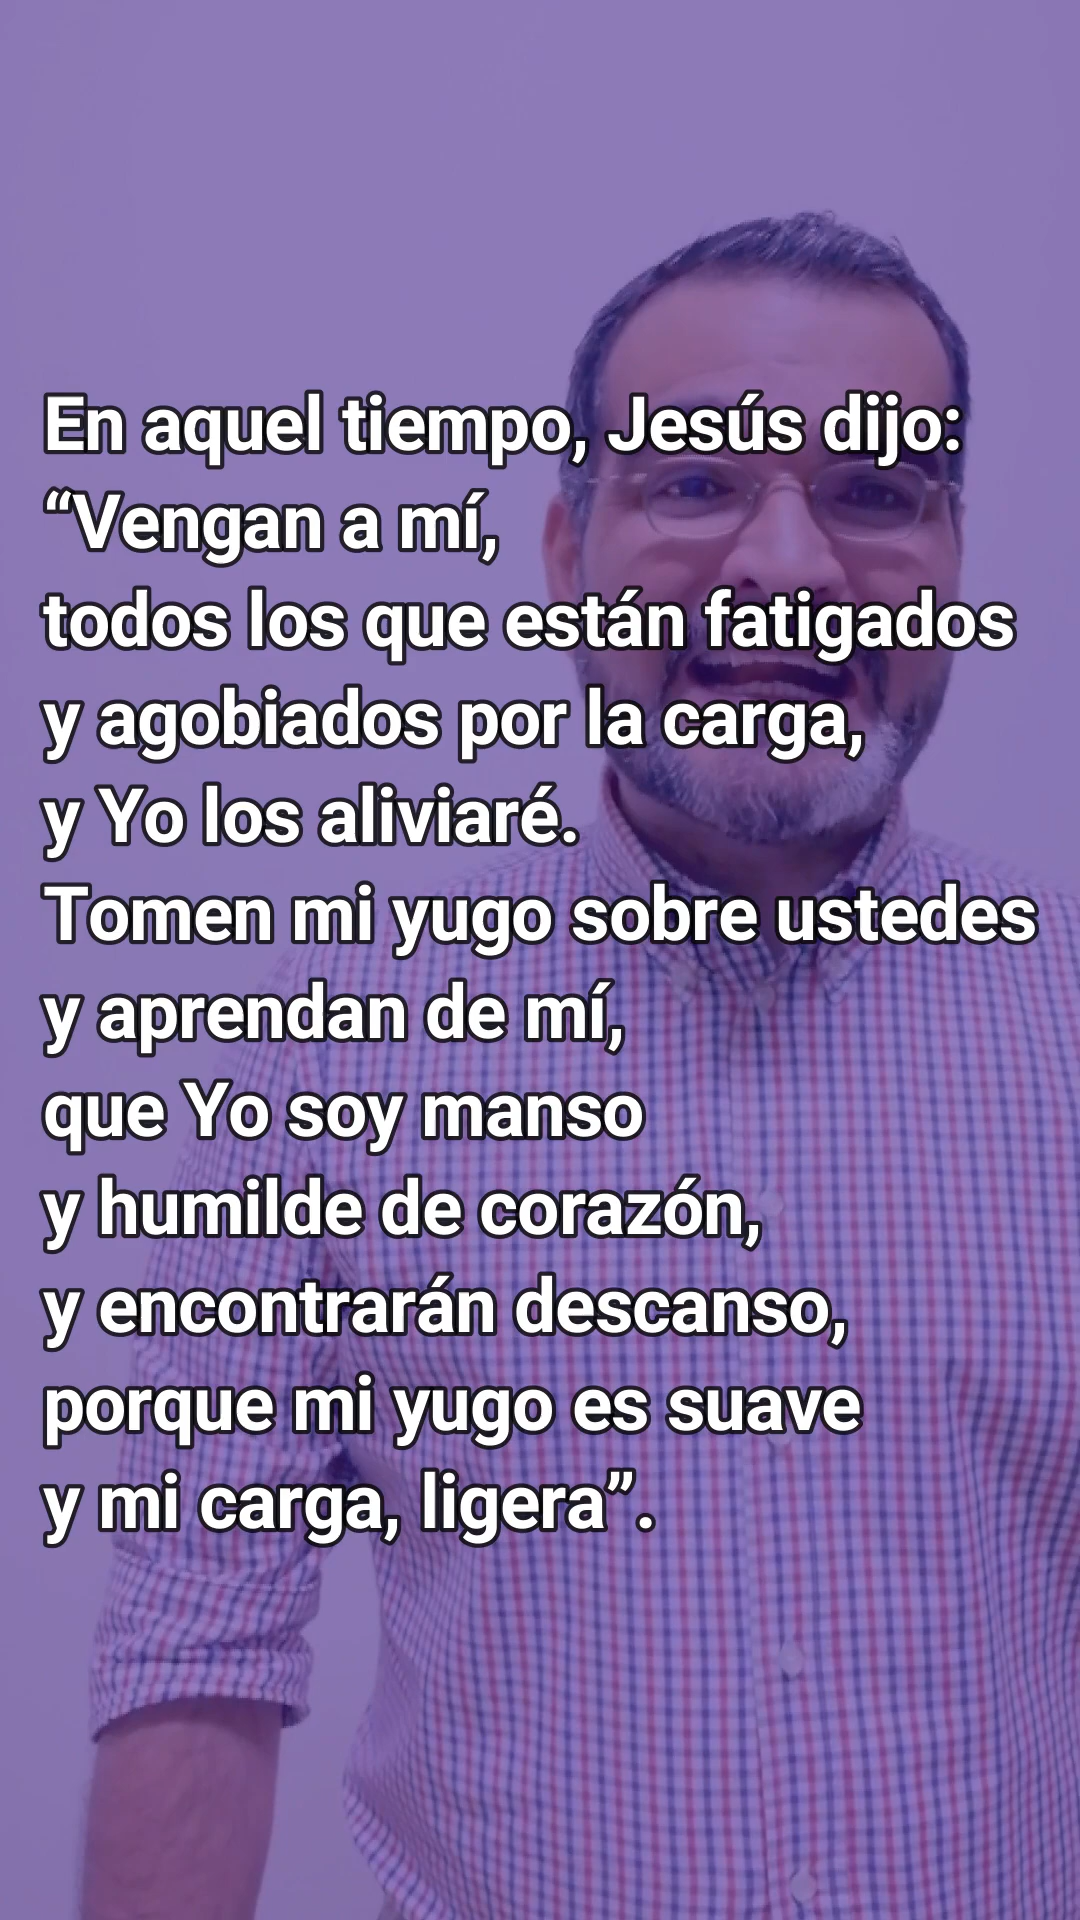 En aquel tiempo, Jesús dijo:
“Vengan a mí,
todos los que están fatigados
y agobiados por la carga,
y Yo los aliviaré.
Tomen mi yugo sobre ustedes
y aprendan de mí,
que Yo soy manso
y humilde de corazón,
y encontrarán descanso,
porque mi yugo es suave
y mi carga, ligera”.